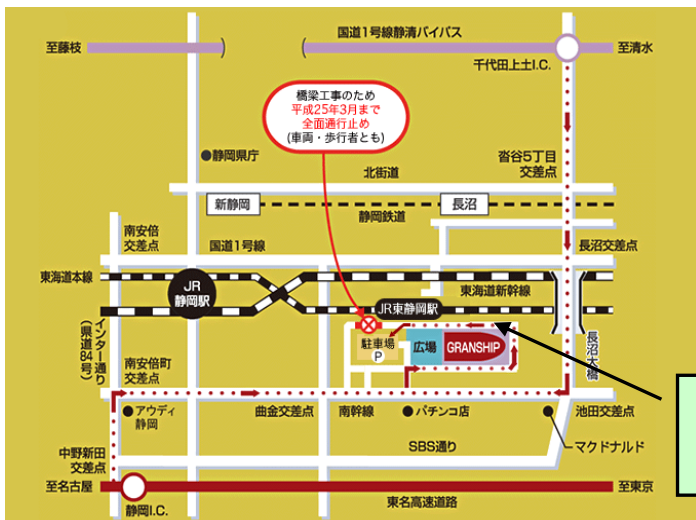 国道1号線静清バイパス
至藤枝
至清水
千代田上土I.C.
橋梁工事のため
平成25年3月まで
全面通行止め
(車両・歩行者とも)
静岡県庁
沓谷5丁目
交差点
北街道
新静岡
長沼
静岡鉄道
南安倍
交差点
国道1号線
長沼交差点
東海道本線
JR
静岡駅
東海道新幹線
JR東静岡駅
インター通り
(県道84号)
駐車場
P
広場
GRANSHIP
長沼大橋
南安倍町
交差点
アウディ
静岡
曲金交差点
南幹線
パチンコ店
池田交差点
中野新田
交差点
SBS通り
マクドナルド
至名古屋
至東京
東名高速道路
静岡I.C.